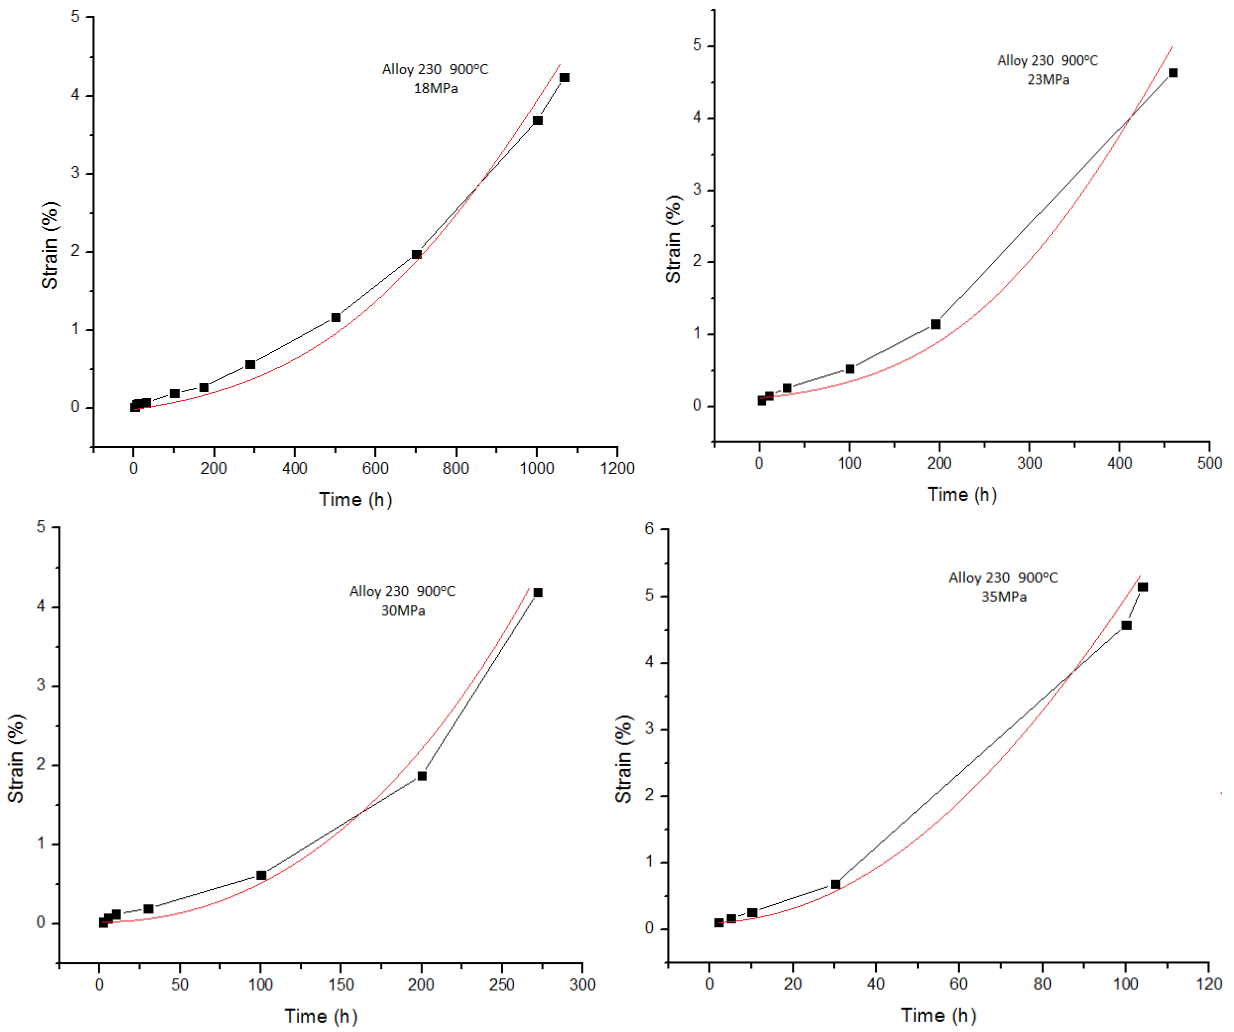 5
4
3
2
1
0
Strain (%)
Alloy 230 900°C
18MPa
0 200 400 600 800 1000 1200
Time (h)
5
4
3
2
1
0
Strain (%)
Alloy 230 900°C
23MPa
0 100 200 300 400 500
Time (h)
5
4
3
2
1
0
Strain (%)
Alloy 230 900°C
30MPa
0 50 100 150 200 250 300
Time (h)
6
5
4
3
2
1
0
Strain (%)
Alloy 230 900°C
35MPa
0 20 40 60 80 100 120
Time (h)